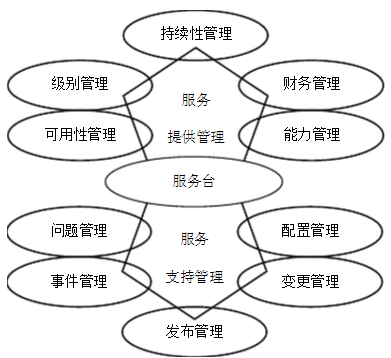 持续性管理
级别管理
财务管理
服务
可用性管理
提供管理
能力管理
服务台
问题管理
服务
配置管理
事件管理
支持管理
变更管理
发布管理